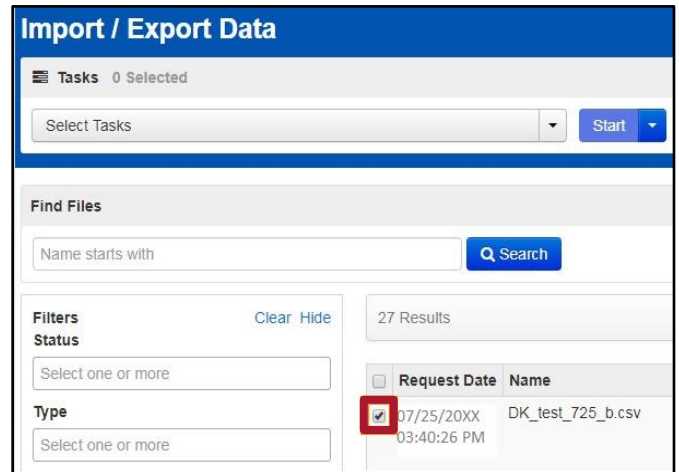 Import / Export Data
Tasks 0 Selected
Select Tasks
Start
Find Files
Name starts with
Search
Filters Clear Hide
Status
Select one or more
Type
Select one or more
27 Results
Request Date Name
07/25/20XX DK_test_725_b.csv
03:40:26 PM